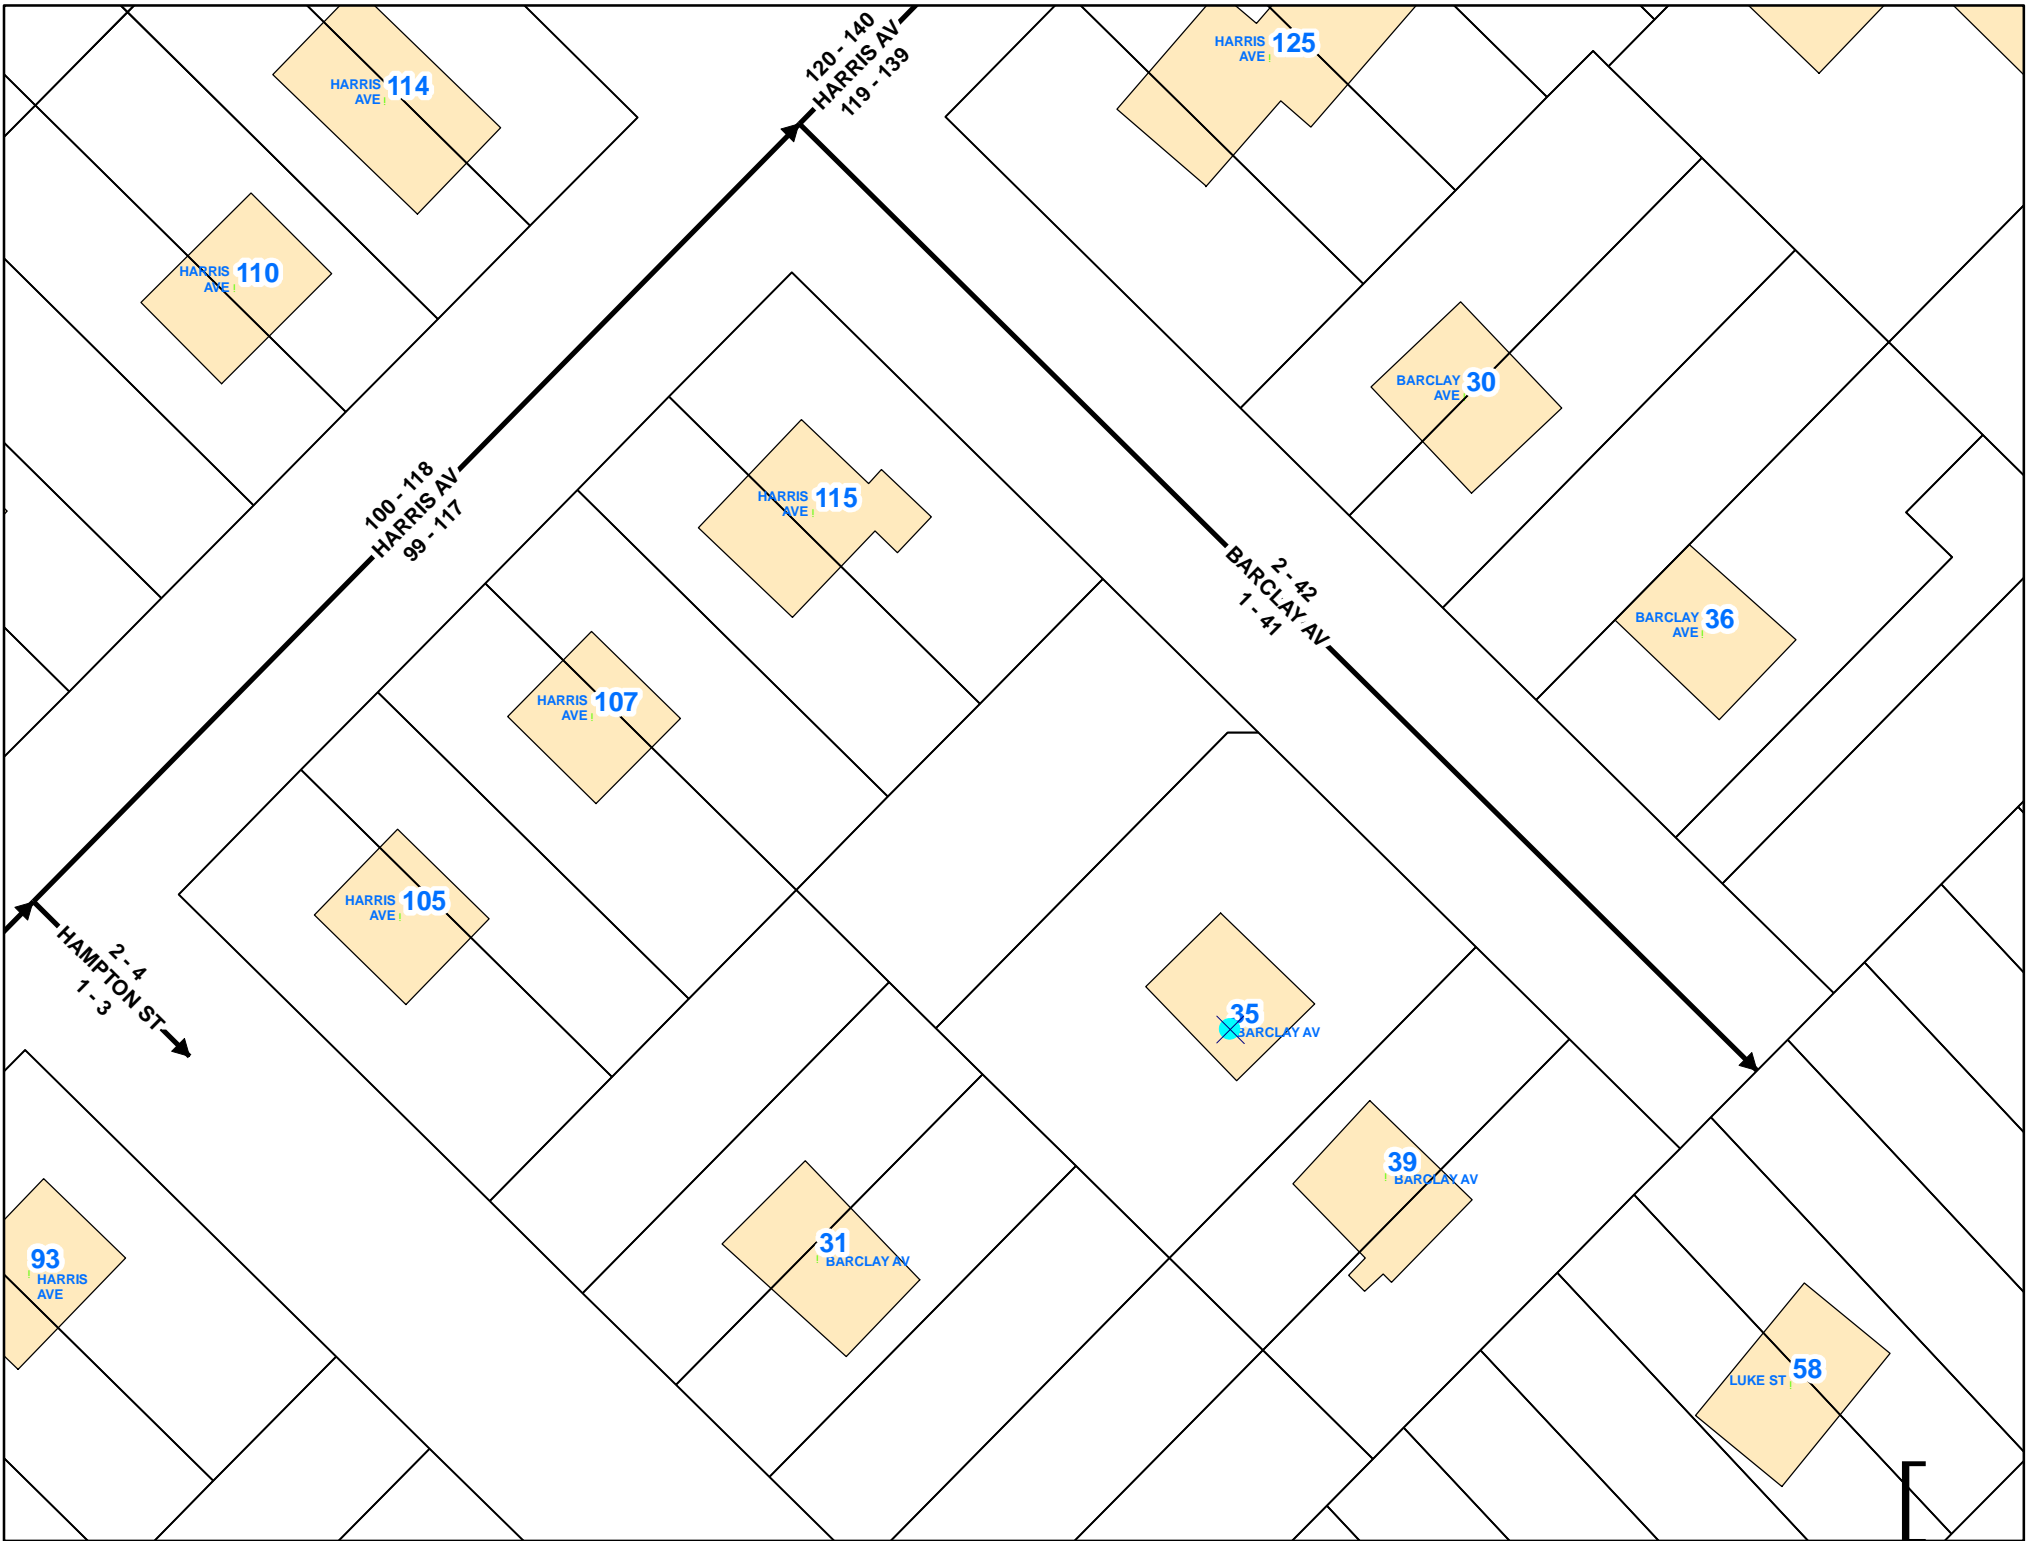 120 - 140
HARRIS AV
119 - 139
HARRIS
AVE
125
HARRIS
AVE
114
HARRIS
AVE
110
BARCLAY
AVE
30
100 - 118
HARRIS AV
99 - 117
HARRIS
AVE
115
2 - 42
BARCLAY AV
1 - 41
BARCLAY
AVE
36
HARRIS
AVE
107
HARRIS
AVE
105
2 - 4
HAMPTON ST
1 - 3
35
BARCLAY AV
39
BARCLAY AV
31
BARCLAY AV
93
HARRIS
AVE
LUKE ST
58